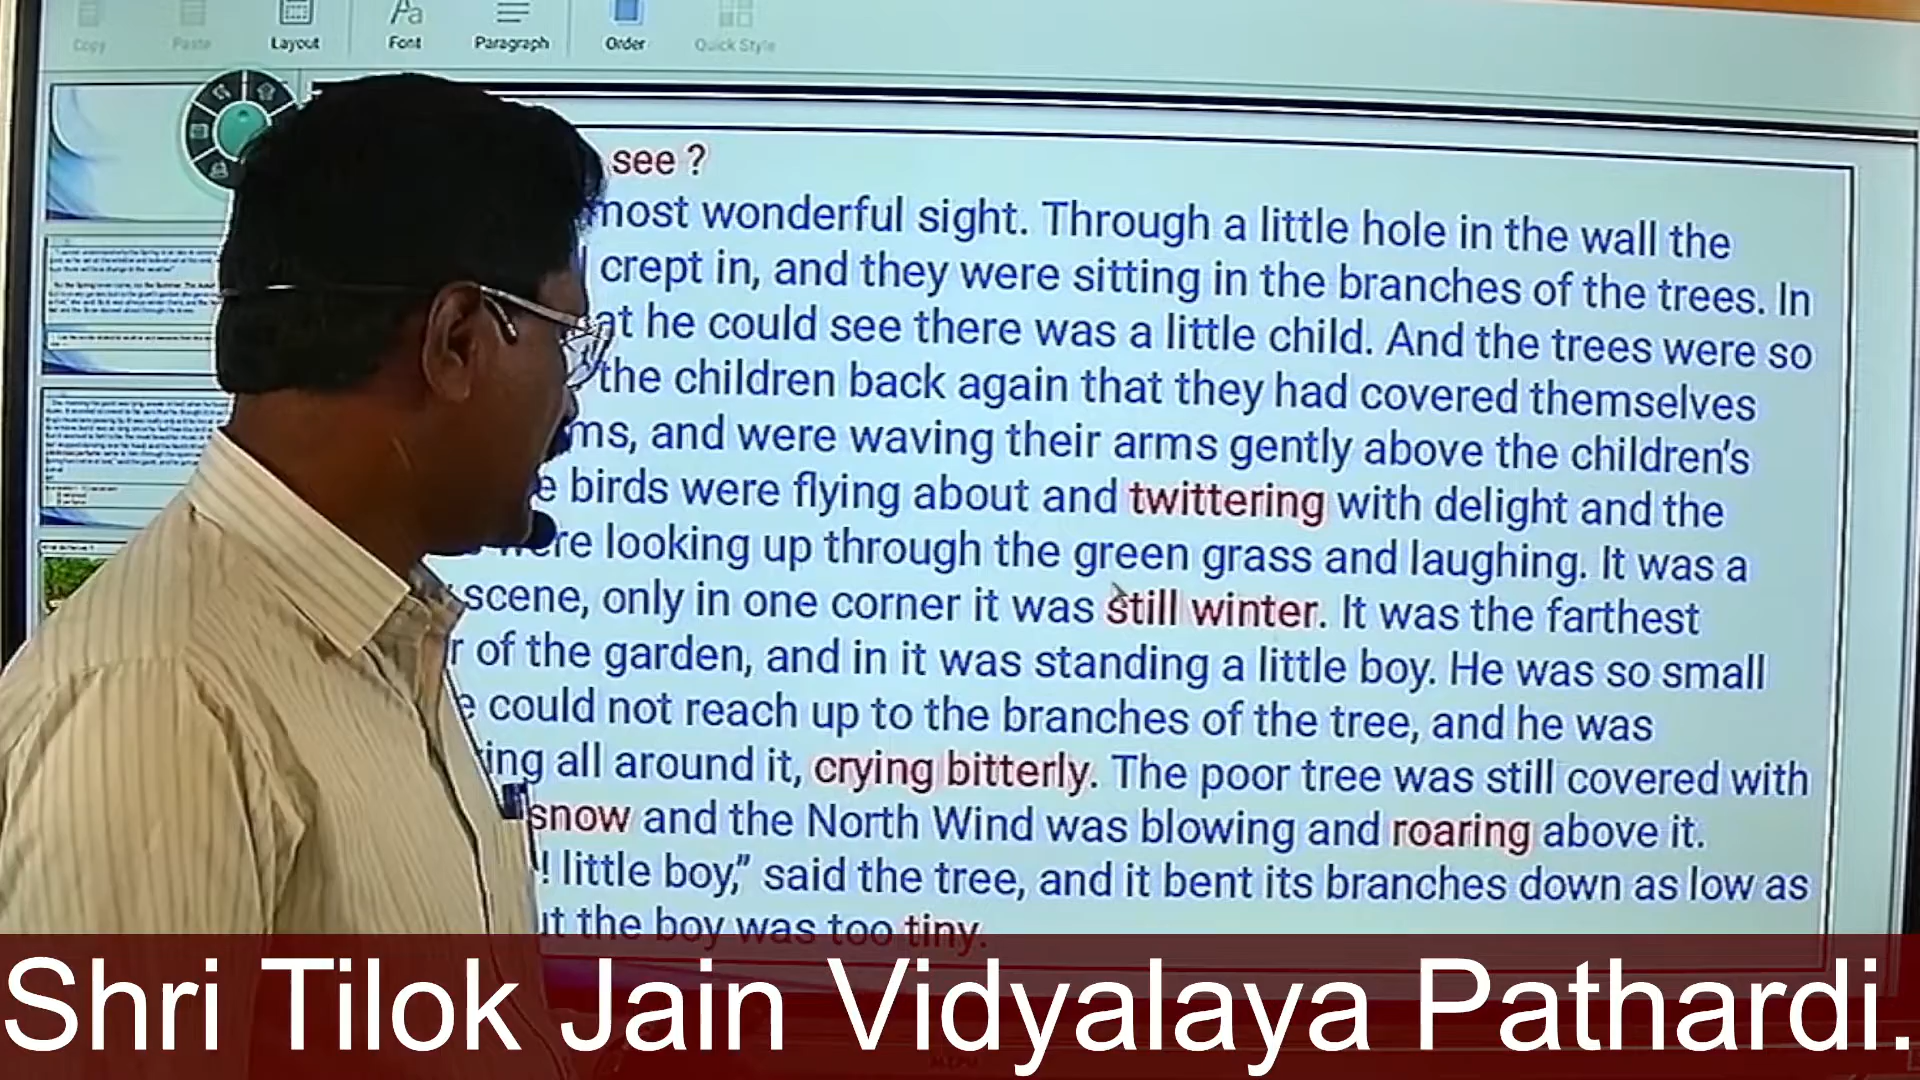 Copy Paste Layout Font Paragraph Order Quick Style
see ?
most wonderful sight. Through a little hole in the wall the
crept in, and they were sitting in the branches of the trees. In
at he could see there was a little child. And the trees were so
the children back again that they had covered themselves
ms, and were waving their arms gently above the children's
e birds were flying about and twittering with delight and the
were looking up through the green grass and laughing. It was a
scene, only in one corner it was still winter. It was the farthest
r of the garden, and in it was standing a little boy. He was so small
e could not reach up to the branches of the tree, and he was
ing all around it, crying bitterly. The poor tree was still covered with
snow and the North Wind was blowing and roaring above it.
! little boy,” said the tree, and it bent its branches down as low as
ut the boy was too tiny.
Shri Tilok Jain Vidyalaya Pathardi.